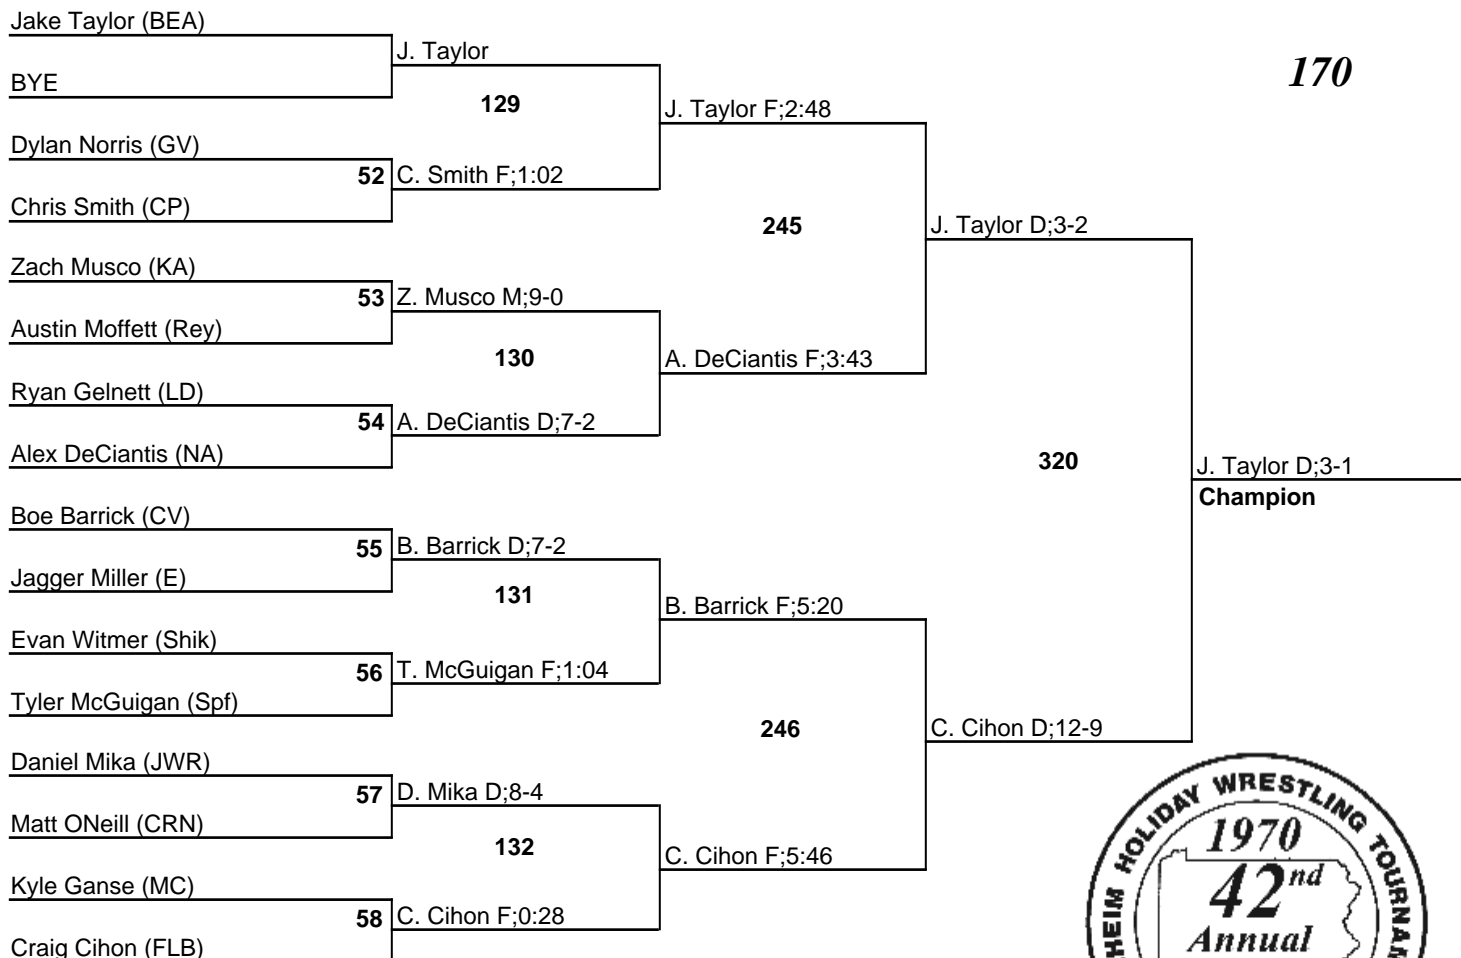 Jake Taylor (BEA)
J. Taylor
170
BYE
129
J. Taylor F;2:48
Dylan Norris (GV)
52 C. Smith F;1:02
Chris Smith (CP)
245
J. Taylor D;3-2
Zach Musco (KA)
53 Z. Musco M;9-0
Austin Moffett (Rey)
130
A. DeCiantis F;3:43
Ryan Gelnett (LD)
54 A. DeCiantis D;7-2
Alex DeCiantis (NA)
320
J. Taylor D;3-1
Champion
Boe Barrick (CV)
55 B. Barrick D;7-2
Jagger Miller (E)
131
B. Barrick F;5:20
Evan Witmer (Shik)
56 T. McGuigan F;1:04
Tyler McGuigan (Spf)
246
C. Cihon D;12-9
Daniel Mika (JWR)
57 D. Mika D;8-4
Matt ONeill (CRN)
132
C. Cihon F;5:46
Kyle Ganse (MC)
58 C. Cihon F;0:28
Craig Cihon (FLB)
HEIM HOLIDAY WRESTLING TOURNAM
1970
42nd
Annual